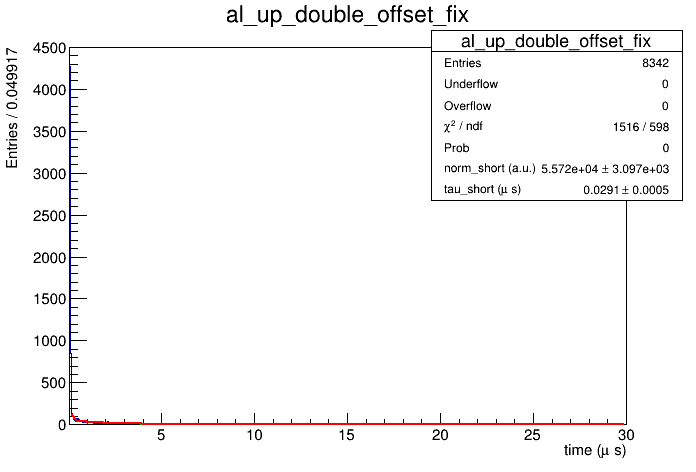 al_up_double_offset_fix
al_up_double_offset_fix
Entries 8342
Underflow 0
Overflow 0
χ² / ndf 1516 / 598
Prob 0
norm_short (a.u.) 5.572e+04 ± 3.097e+03
tau_short (μ s) 0.0291 ± 0.0005
Entries / 0.049917
4500
4000
3500
3000
2500
2000
1500
1000
500
0
5 10 15 20 25 30
time (μ s)